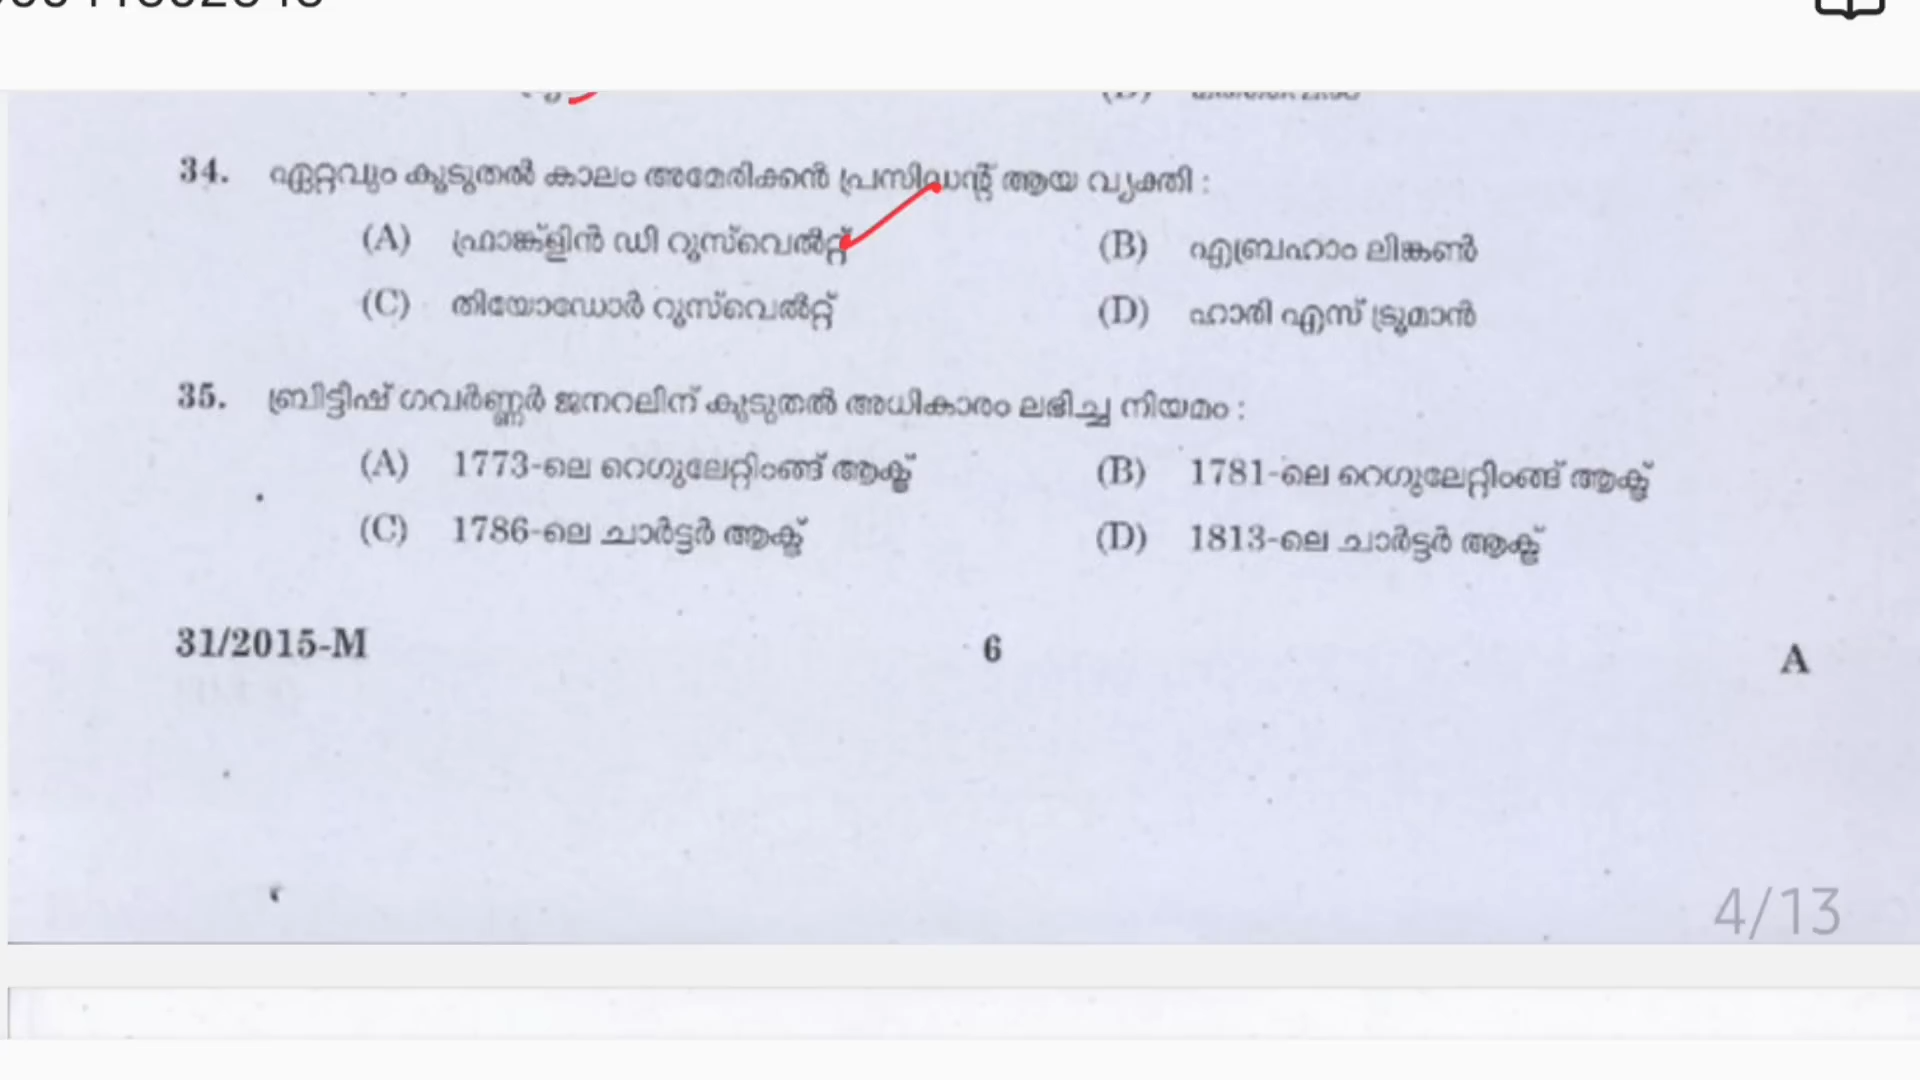 34. ഏറ്റവും കൂടുതൽ കാലം അമേരിക്കൻ പ്രസിഡന്റ് ആയ വ്യക്തി :
(A) ഫ്രാങ്ക്ളിൻ ഡി റൂസ്‌വെൽറ്റ് (B) എബ്രഹാം ലിങ്കൺ
(C) തിയോഡോർ റൂസ്‌വെൽറ്റ് (D) ഹാരി എസ് ട്രൂമാൻ
35. ബ്രിട്ടീഷ് ഗവർണ്ണർ ജനറലിന് കൂടുതൽ അധികാരം ലഭിച്ച നിയമം :
(A) 1773-ലെ റെഗുലേറ്റിംങ്ങ് ആക്ട് (B) 1781-ലെ റെഗുലേറ്റിംങ്ങ് ആക്ട്
(C) 1786-ലെ ചാർട്ടർ ആക്ട് (D) 1813-ലെ ചാർട്ടർ ആക്ട്
31/2015-M 6 A
4/13